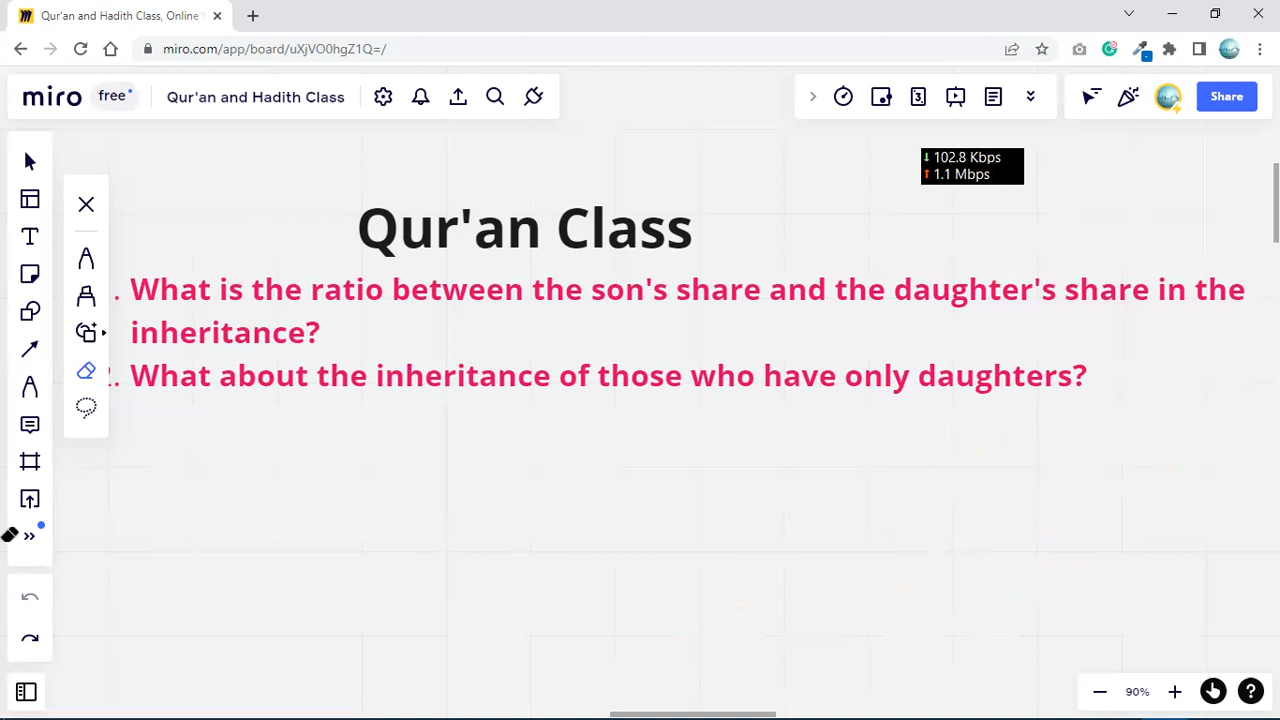 Qur'an and Hadith Class, Online
miro.com/app/board/uXjVO0hgZ1Q=/
miro free Qur'an and Hadith Class
Share
102.8 Kbps
1.1 Mbps
Qur'an Class
. What is the ratio between the son's share and the daughter's share in the
inheritance?
2. What about the inheritance of those who have only daughters?
90%